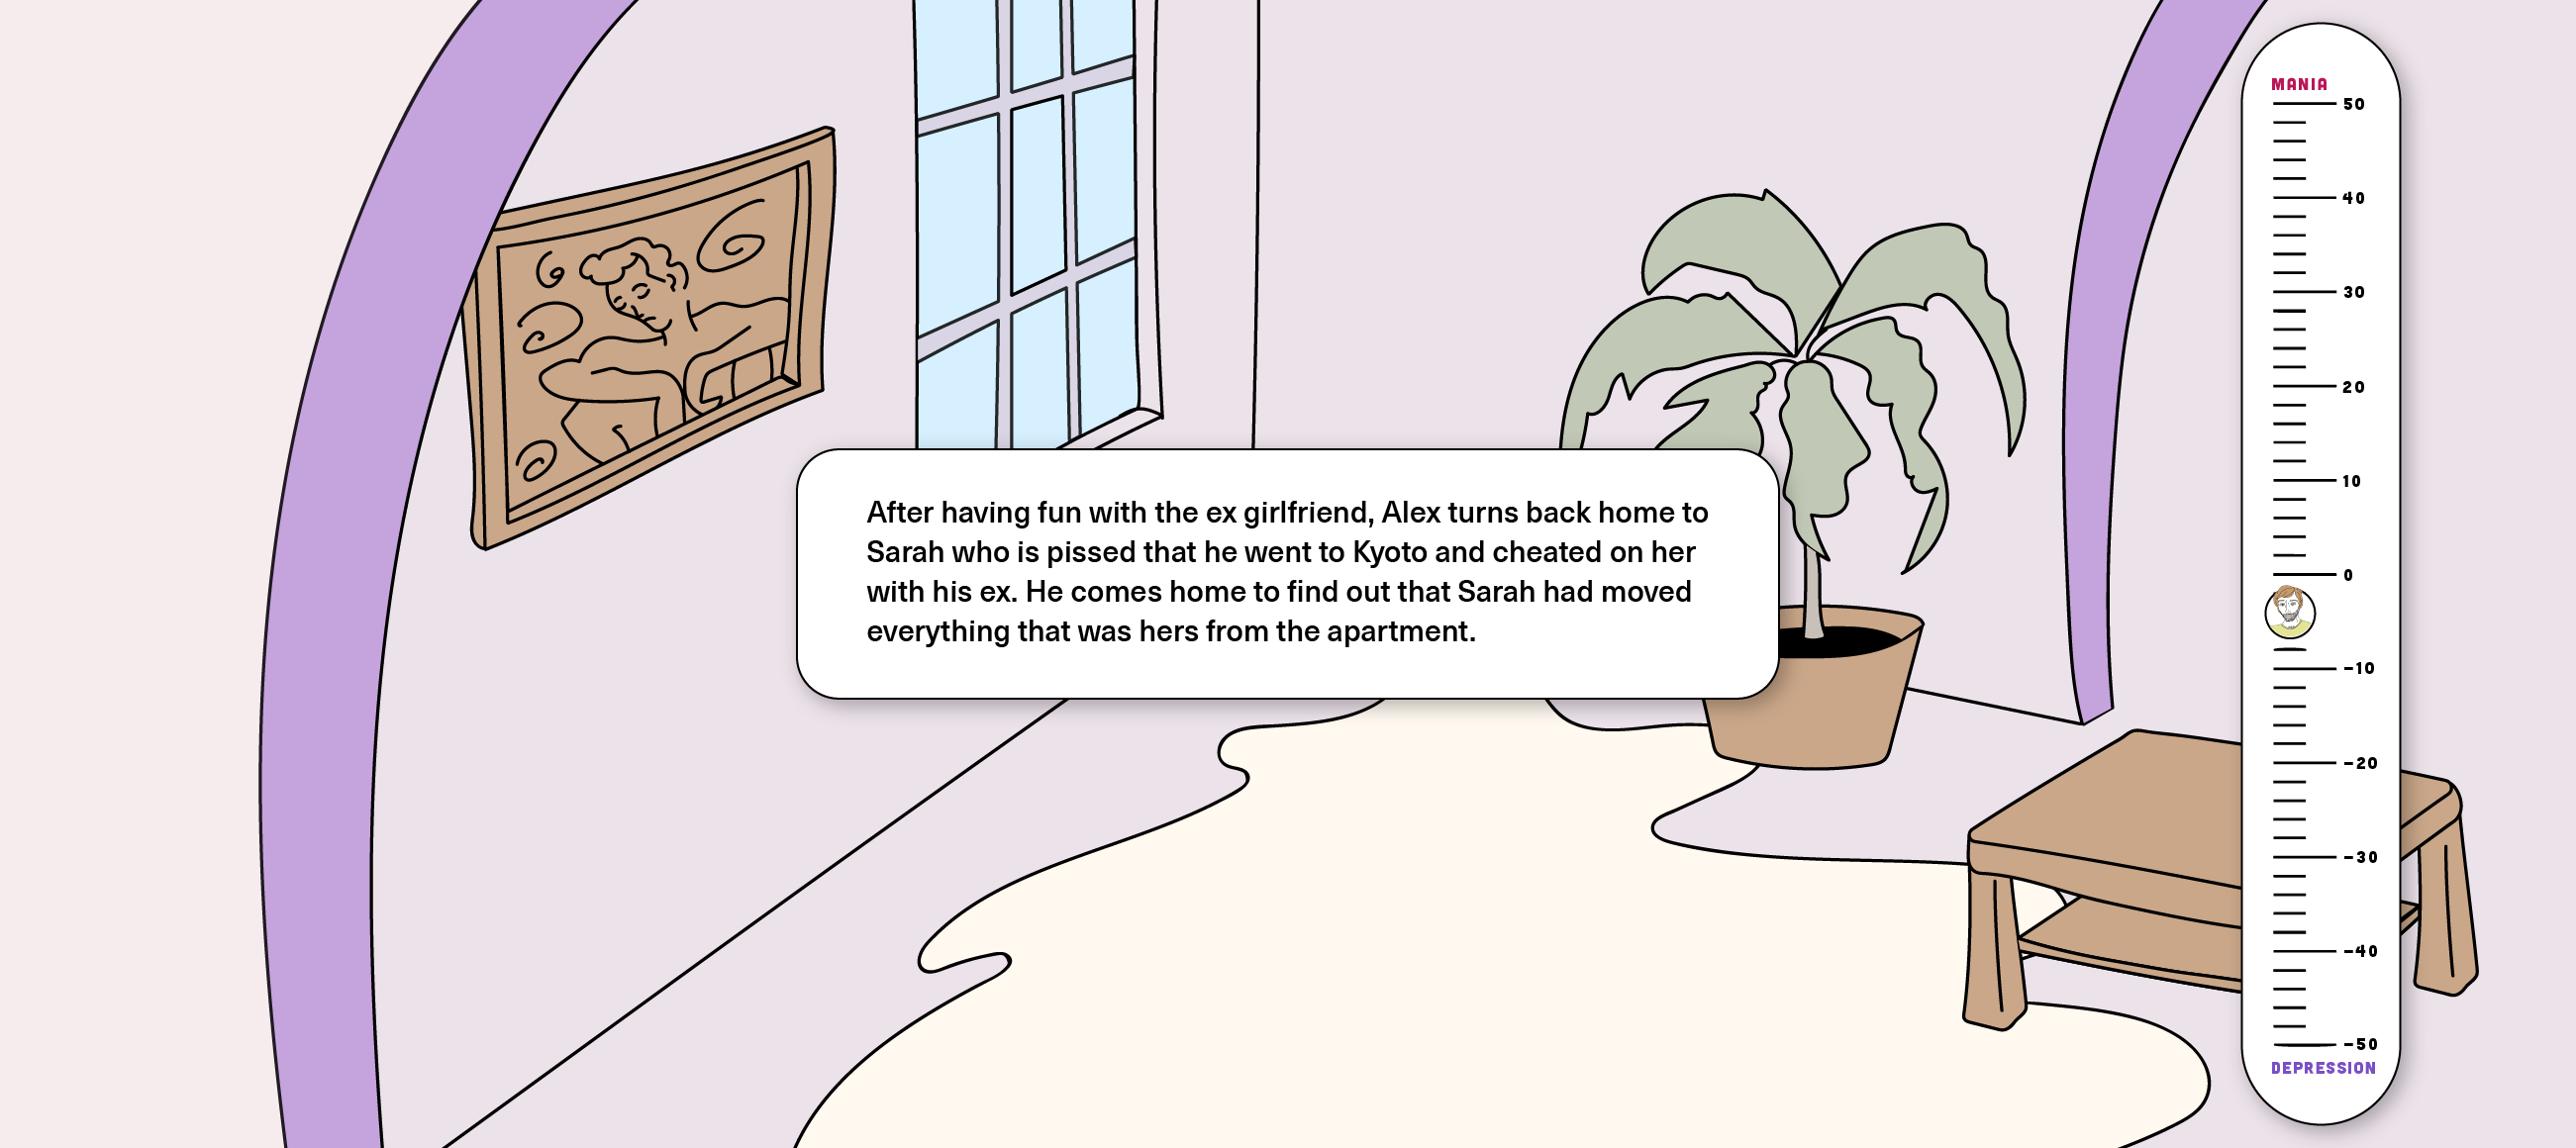 After having fun with the ex girlfriend, Alex turns back home to
Sarah who is pissed that he went to Kyoto and cheated on her
with his ex. He comes home to find out that Sarah had moved
everything that was hers from the apartment.
MANIA
50
40
30
20
10
0
-10
-20
-30
-40
-50
DEPRESSION